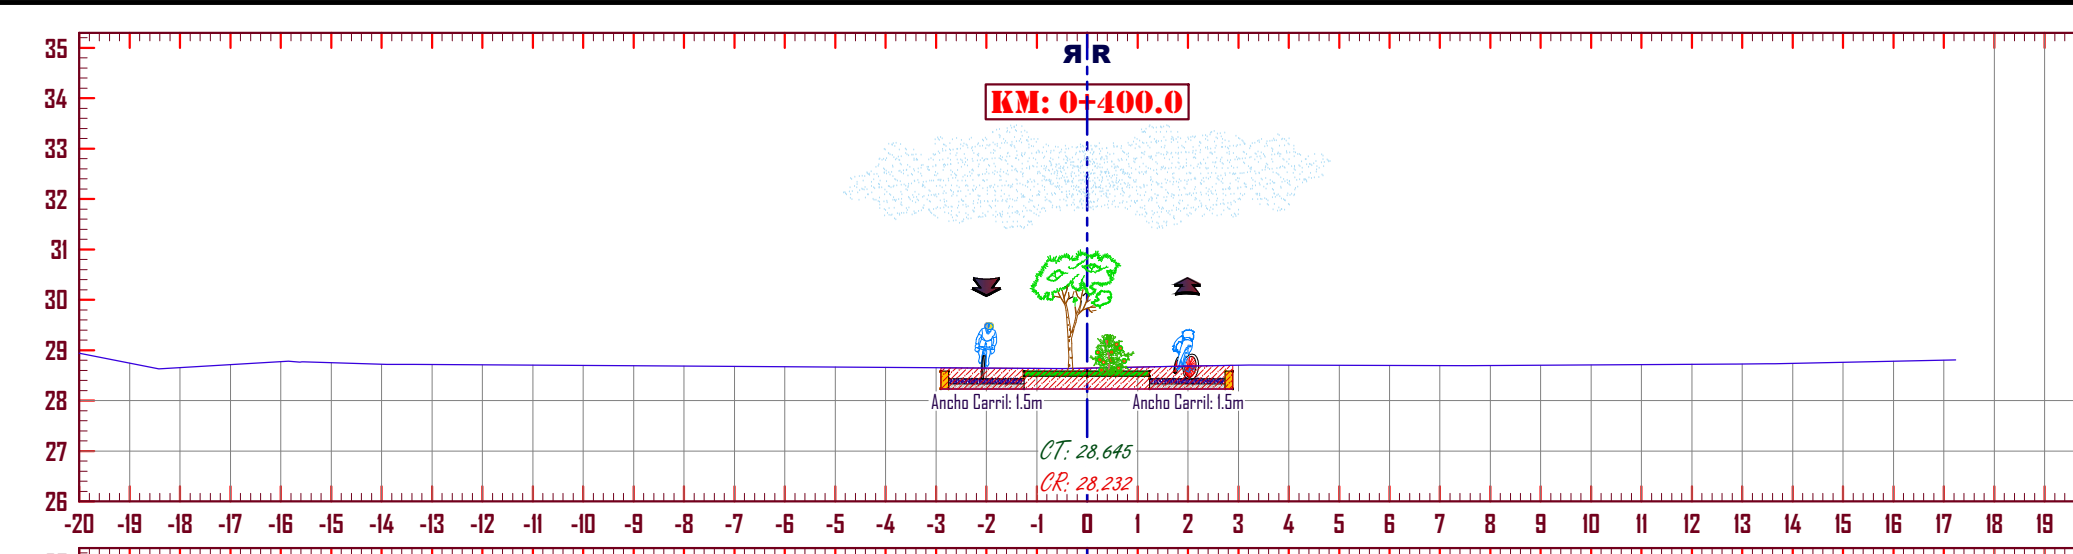 35
ЯR
34
KM: 0+400.0
33
32
31
30
29
28
Ancho Carril: 1.5m Ancho Carril: 1.5m
27
CT: 28.645
CR: 28.232
26
-20 -19 -18 -17 -16 -15 -14 -13 -12 -11 -10 -9 -8 -7 -6 -5 -4 -3 -2 -1 0 1 2 3 4 5 6 7 8 9 10 11 12 13 14 15 16 17 18 19